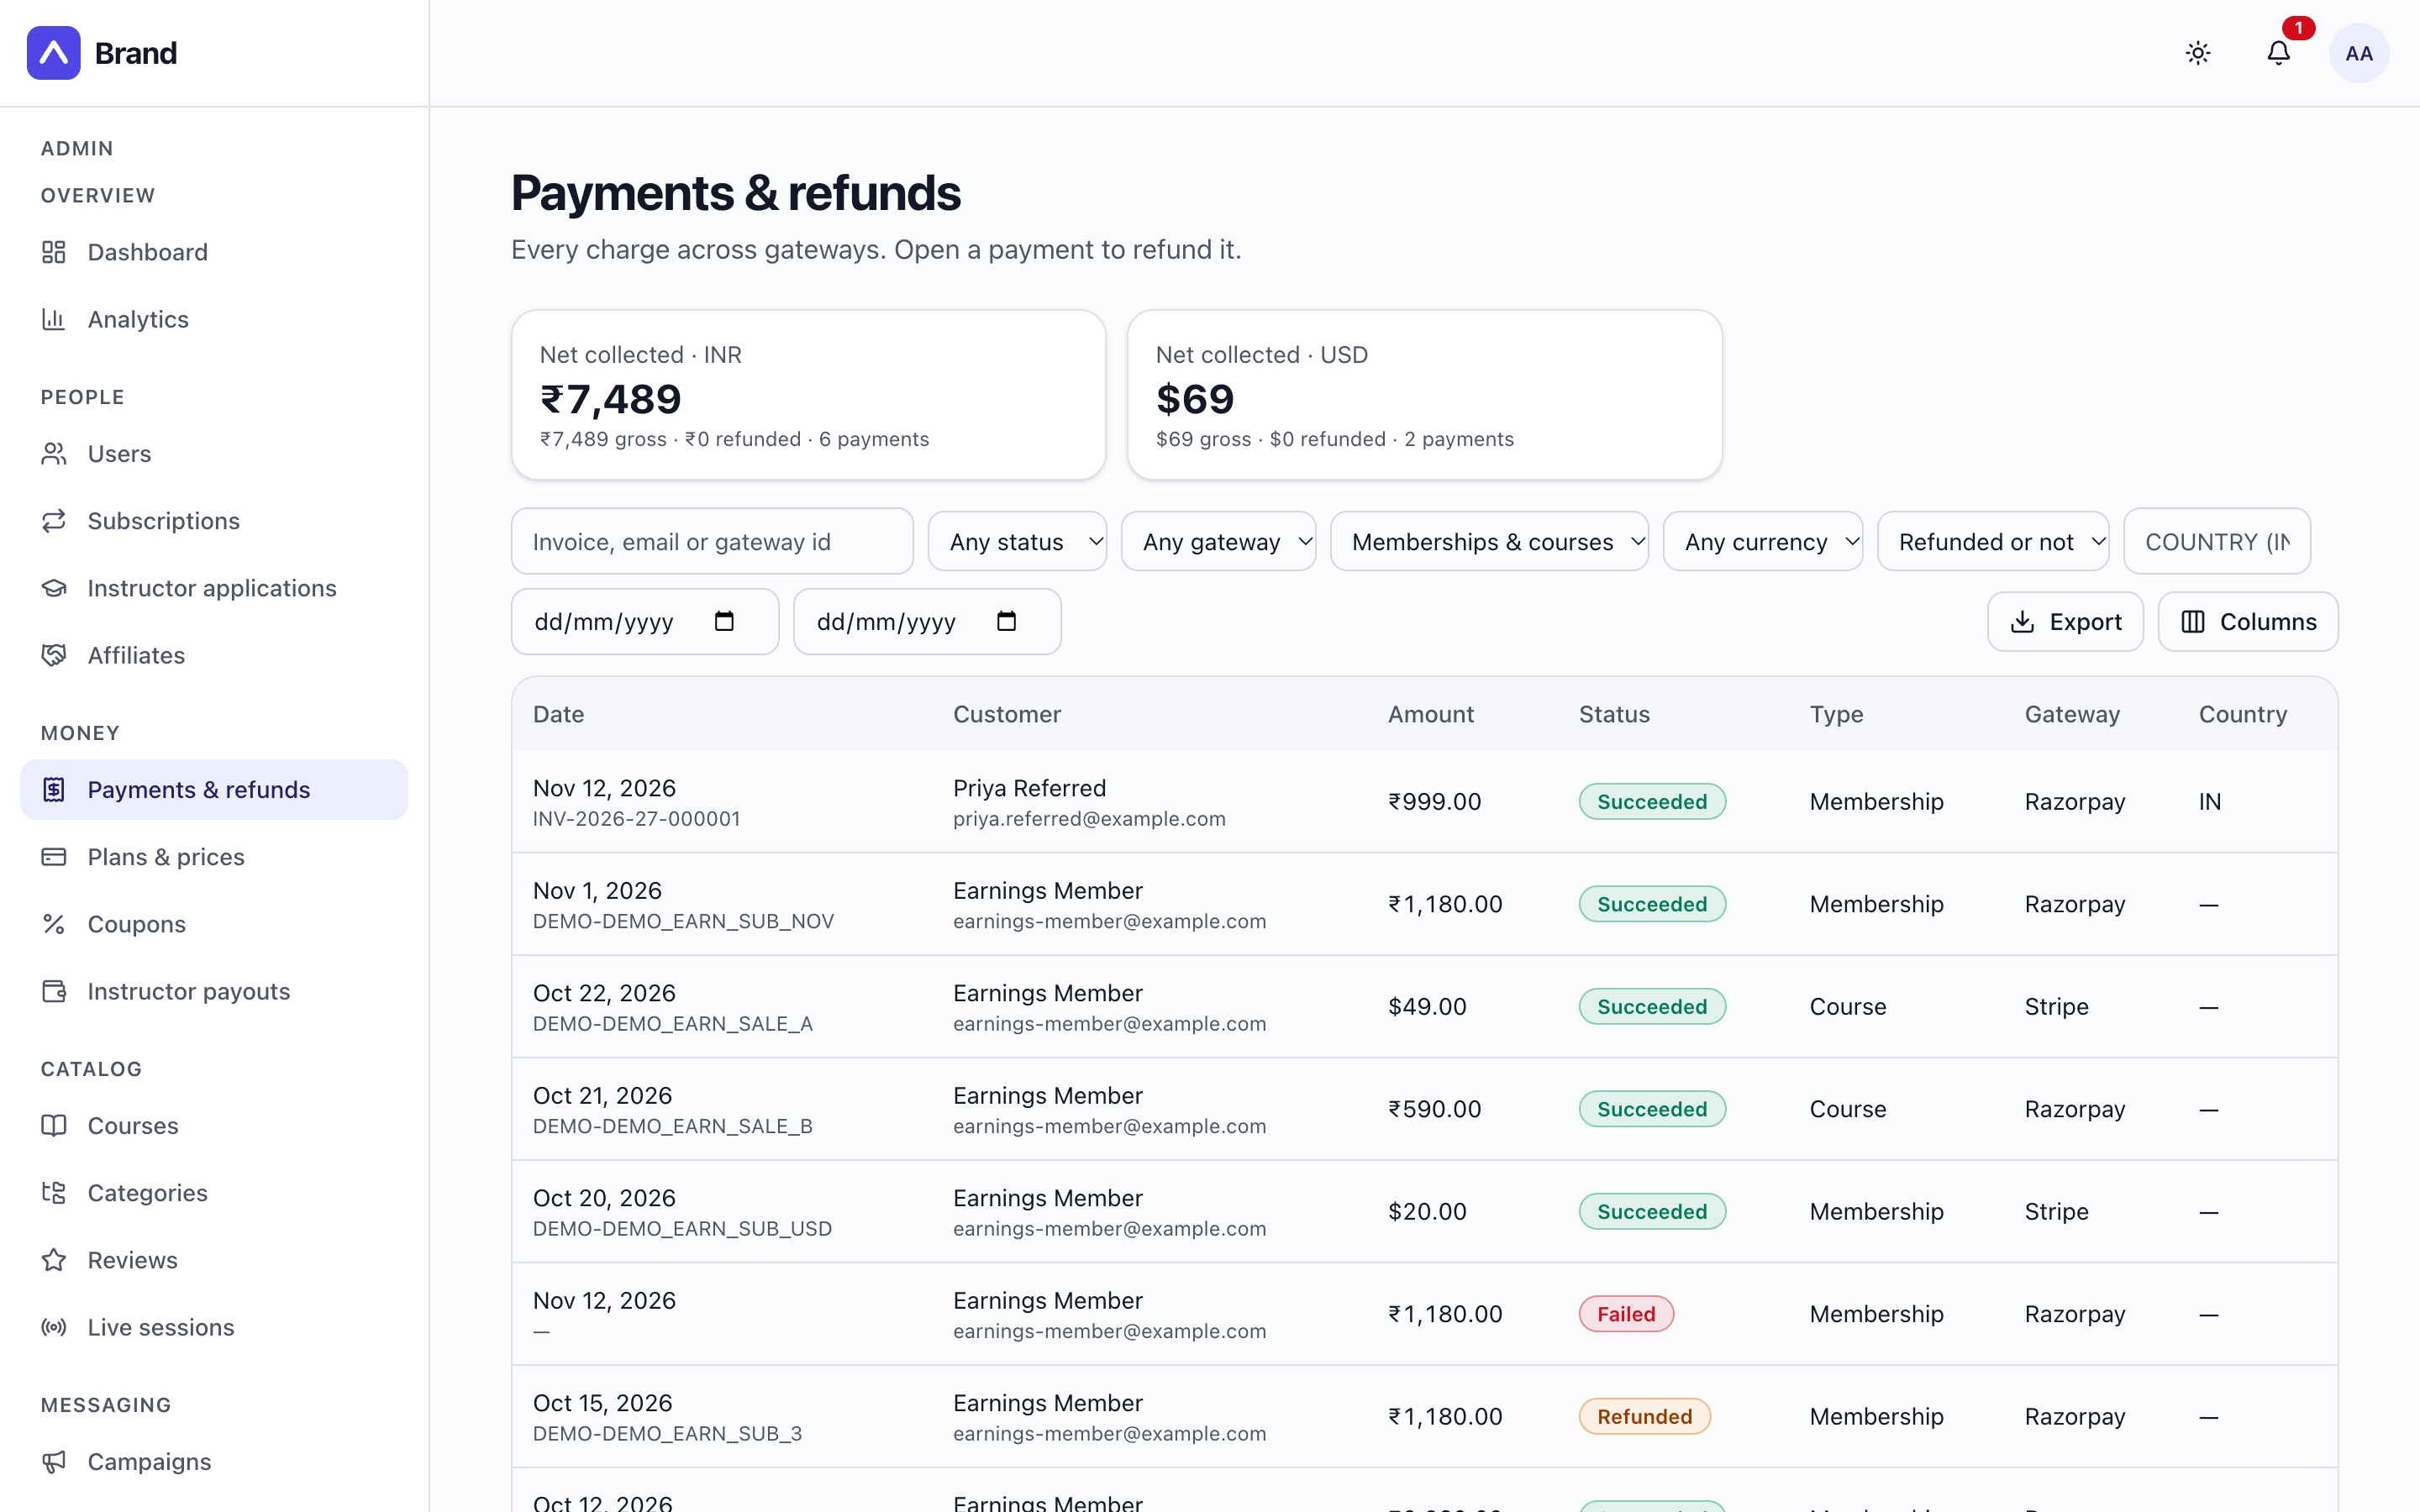 Brand
1
AA
ADMIN
OVERVIEW
Dashboard
Analytics
PEOPLE
Users
Subscriptions
Instructor applications
Affiliates
MONEY
Payments & refunds
Plans & prices
Coupons
Instructor payouts
CATALOG
Courses
Categories
Reviews
Live sessions
MESSAGING
Campaigns
Payments & refunds
Every charge across gateways. Open a payment to refund it.
Net collected · INR
₹7,489
₹7,489 gross · ₹0 refunded · 6 payments
Net collected · USD
$69
$69 gross · $0 refunded · 2 payments
Invoice, email or gateway id
Any status
Any gateway
Memberships & courses
Any currency
Refunded or not
COUNTRY (IN
dd/mm/yyyy
dd/mm/yyyy
Export
Columns
Date Customer Amount Status Type Gateway Country
Nov 12, 2026 Priya Referred ₹999.00 Succeeded Membership Razorpay IN
INV-2026-27-000001 priya.referred@example.com
Nov 1, 2026 Earnings Member ₹1,180.00 Succeeded Membership Razorpay —
DEMO-DEMO_EARN_SUB_NOV earnings-member@example.com
Oct 22, 2026 Earnings Member $49.00 Succeeded Course Stripe —
DEMO-DEMO_EARN_SALE_A earnings-member@example.com
Oct 21, 2026 Earnings Member ₹590.00 Succeeded Course Razorpay —
DEMO-DEMO_EARN_SALE_B earnings-member@example.com
Oct 20, 2026 Earnings Member $20.00 Succeeded Membership Stripe —
DEMO-DEMO_EARN_SUB_USD earnings-member@example.com
Nov 12, 2026 Earnings Member ₹1,180.00 Failed Membership Razorpay —
— earnings-member@example.com
Oct 15, 2026 Earnings Member ₹1,180.00 Refunded Membership Razorpay —
DEMO-DEMO_EARN_SUB_3 earnings-member@example.com
Oct 12, 2026 Earnings Member